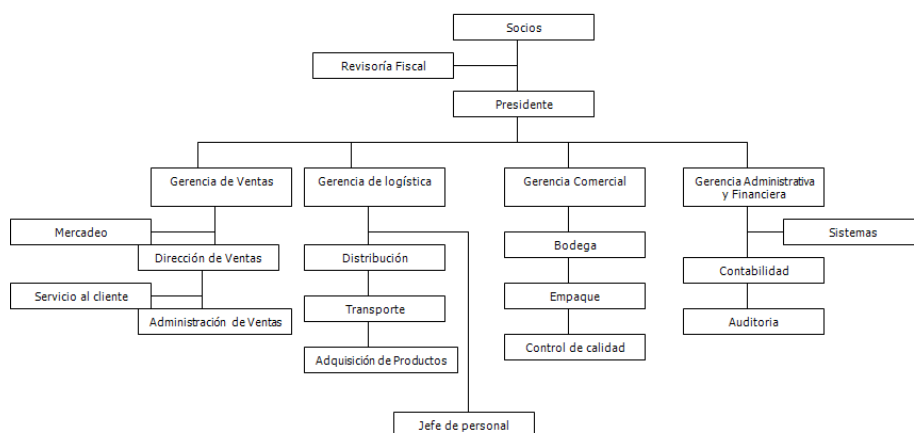 Socios
Revisoría Fiscal
Presidente
Gerencia de Ventas
Gerencia de logística
Gerencia Comercial
Gerencia Administrativa
y Financiera
Mercadeo
Sistemas
Dirección de Ventas
Distribución
Bodega
Contabilidad
Servicio al cliente
Administración de Ventas
Transporte
Empaque
Auditoria
Adquisición de Productos
Control de calidad
Jefe de personal